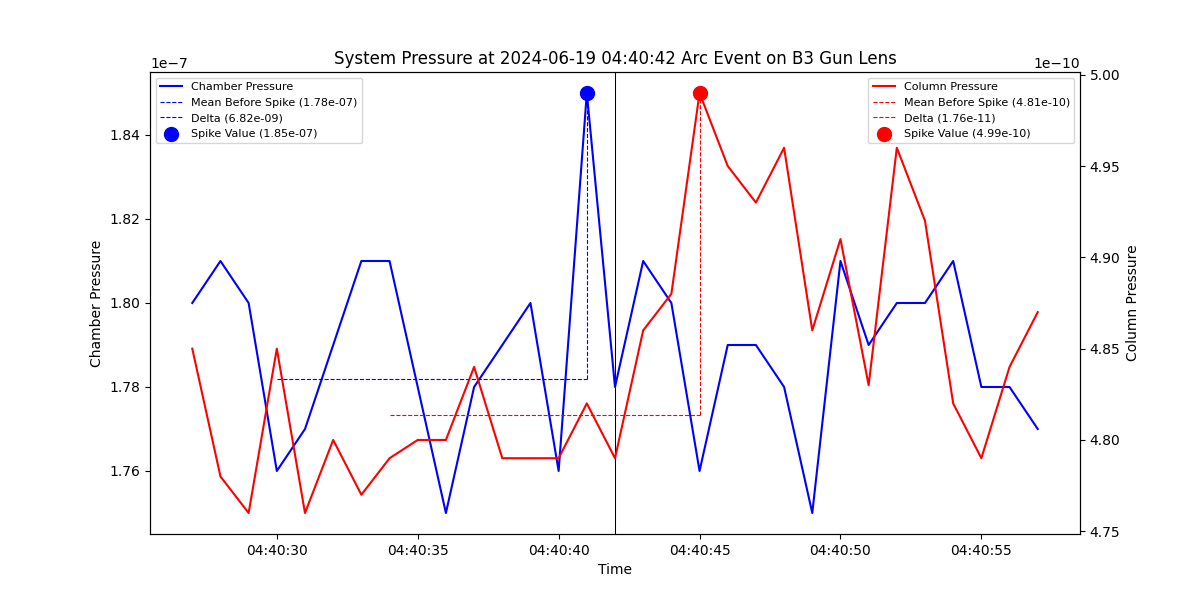 System Pressure at 2024-06-19 04:40:42 Arc Event on B3 Gun Lens
1e−7
1e−10
Chamber Pressure
Mean Before Spike (1.78e-07)
Delta (6.82e-09)
Spike Value (1.85e-07)
Column Pressure
Mean Before Spike (4.81e-10)
Delta (1.76e-11)
Spike Value (4.99e-10)
Chamber Pressure
1.84
1.82
1.80
1.78
1.76
5.00
4.95
4.90
4.85
4.80
4.75
Column Pressure
04:40:30
04:40:35
04:40:40
04:40:45
04:40:50
04:40:55
Time